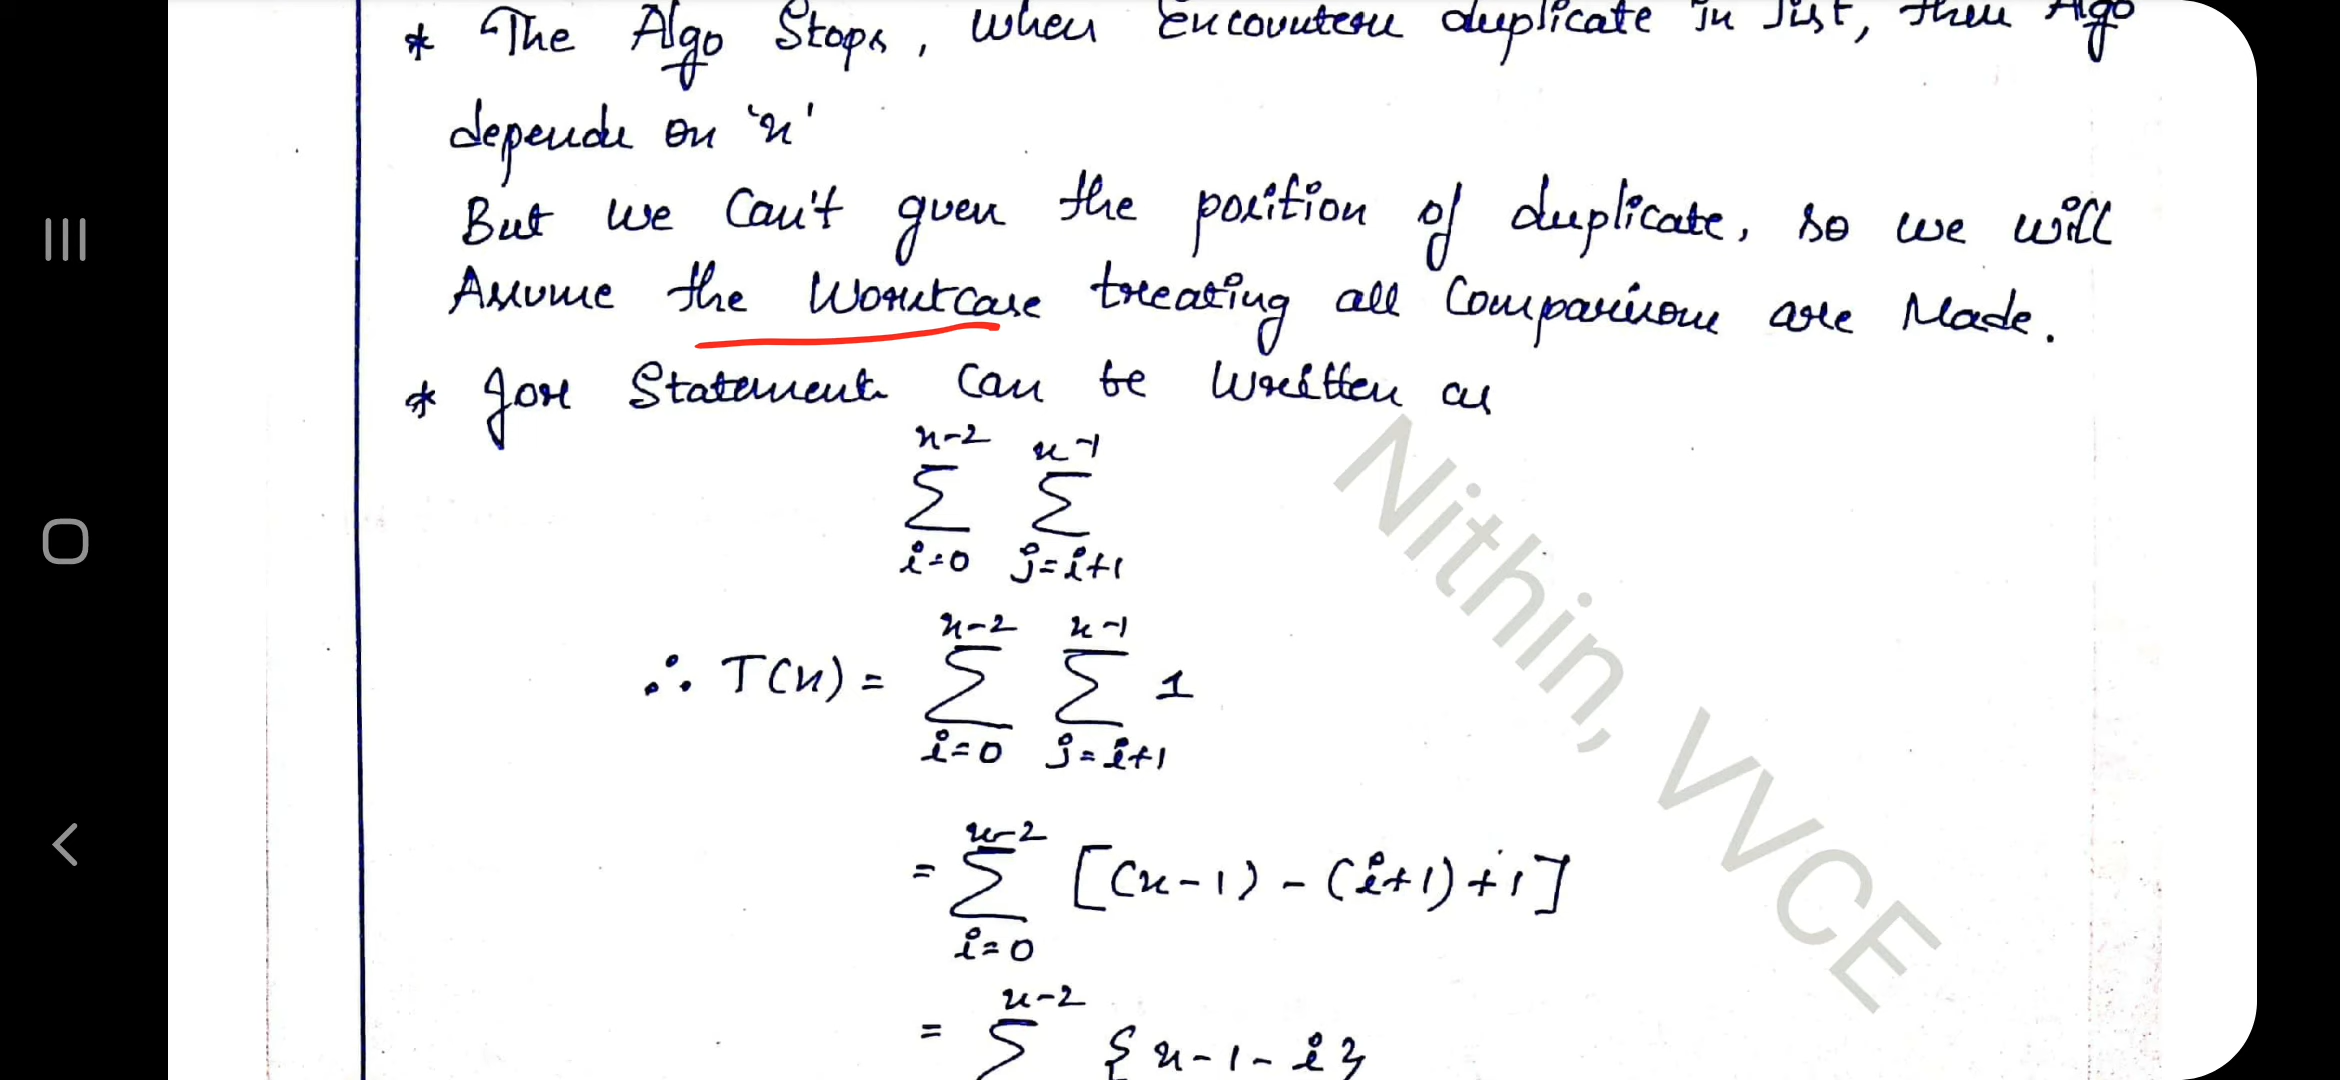 * The Algo Stops, when Encounters duplicate in list, then Algo
depends on 'n'
But we Can't guess the position of duplicate, so we will
Assume the Worstcase treating all Comparisons are Made.
* for Statements Can be Written as
n-2 n-1
∑ ∑
i=0 j=i+1
n-2 n-1
∴ T(n) = ∑ ∑ 1
i=0 j=i+1
n-2
= ∑ [(n-1) - (i+1) +1]
i=0
n-2
= ∑ {n-1-i}
Nithin, VVCE